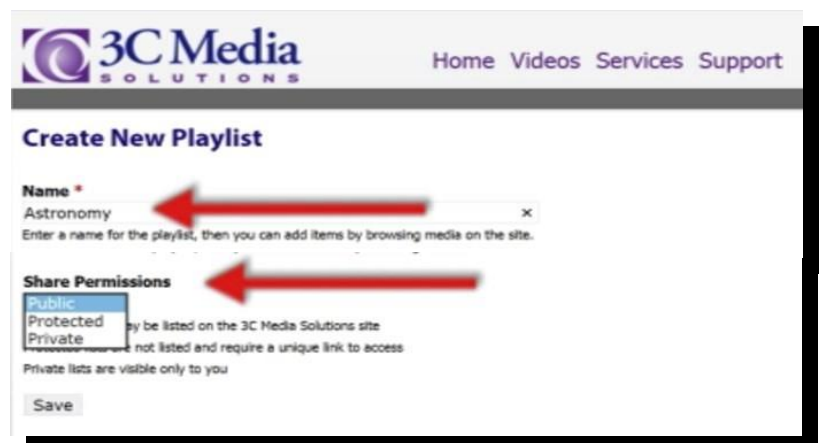 3C Media
SOLUTIONS
Home Videos Services Support
Create New Playlist
Name *
Astronomy ×
Enter a name for the playlist, then you can add items by browsing media on the site.
Share Permissions
Public
Protected
Private
may be listed on the 3C Media Solutions site
not listed and require a unique link to access
Private lists are visible only to you
Save